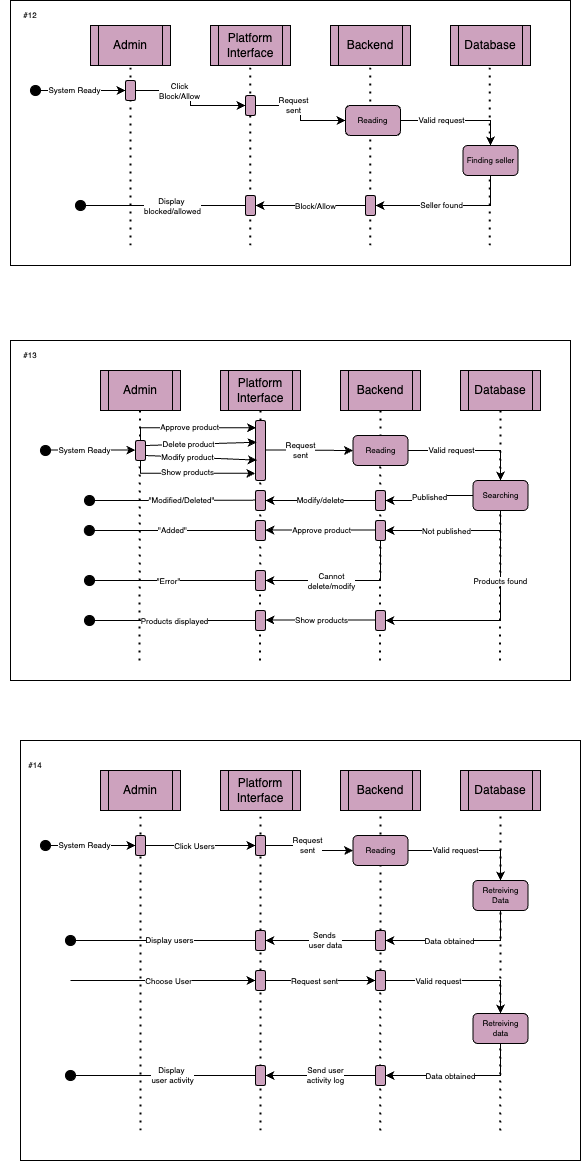 #12
Admin
Platform
Interface
Backend
Database
System Ready
Click
Block/Allow
Request
sent
Reading
Valid request
Finding seller
Display
blocked/allowed
Block/Allow
Seller found
#13
Admin
Platform
Interface
Backend
Database
Approve product
Delete product
Modify product
Show products
System Ready
Request
sent
Reading
Valid request
Searching
"Modified/Deleted"
Modify/delete
Published
"Added"
Approve product
Not published
"Error"
Cannot
delete/modify
Products found
Products displayed
Show products
#14
Admin
Platform
Interface
Backend
Database
System Ready
Click Users
Request
sent
Reading
Valid request
Retreiving
Data
Display users
Sends
user data
Data obtained
Choose User
Request sent
Valid request
Retreiving
data
Display
user activity
Send user
activity log
Data obtained